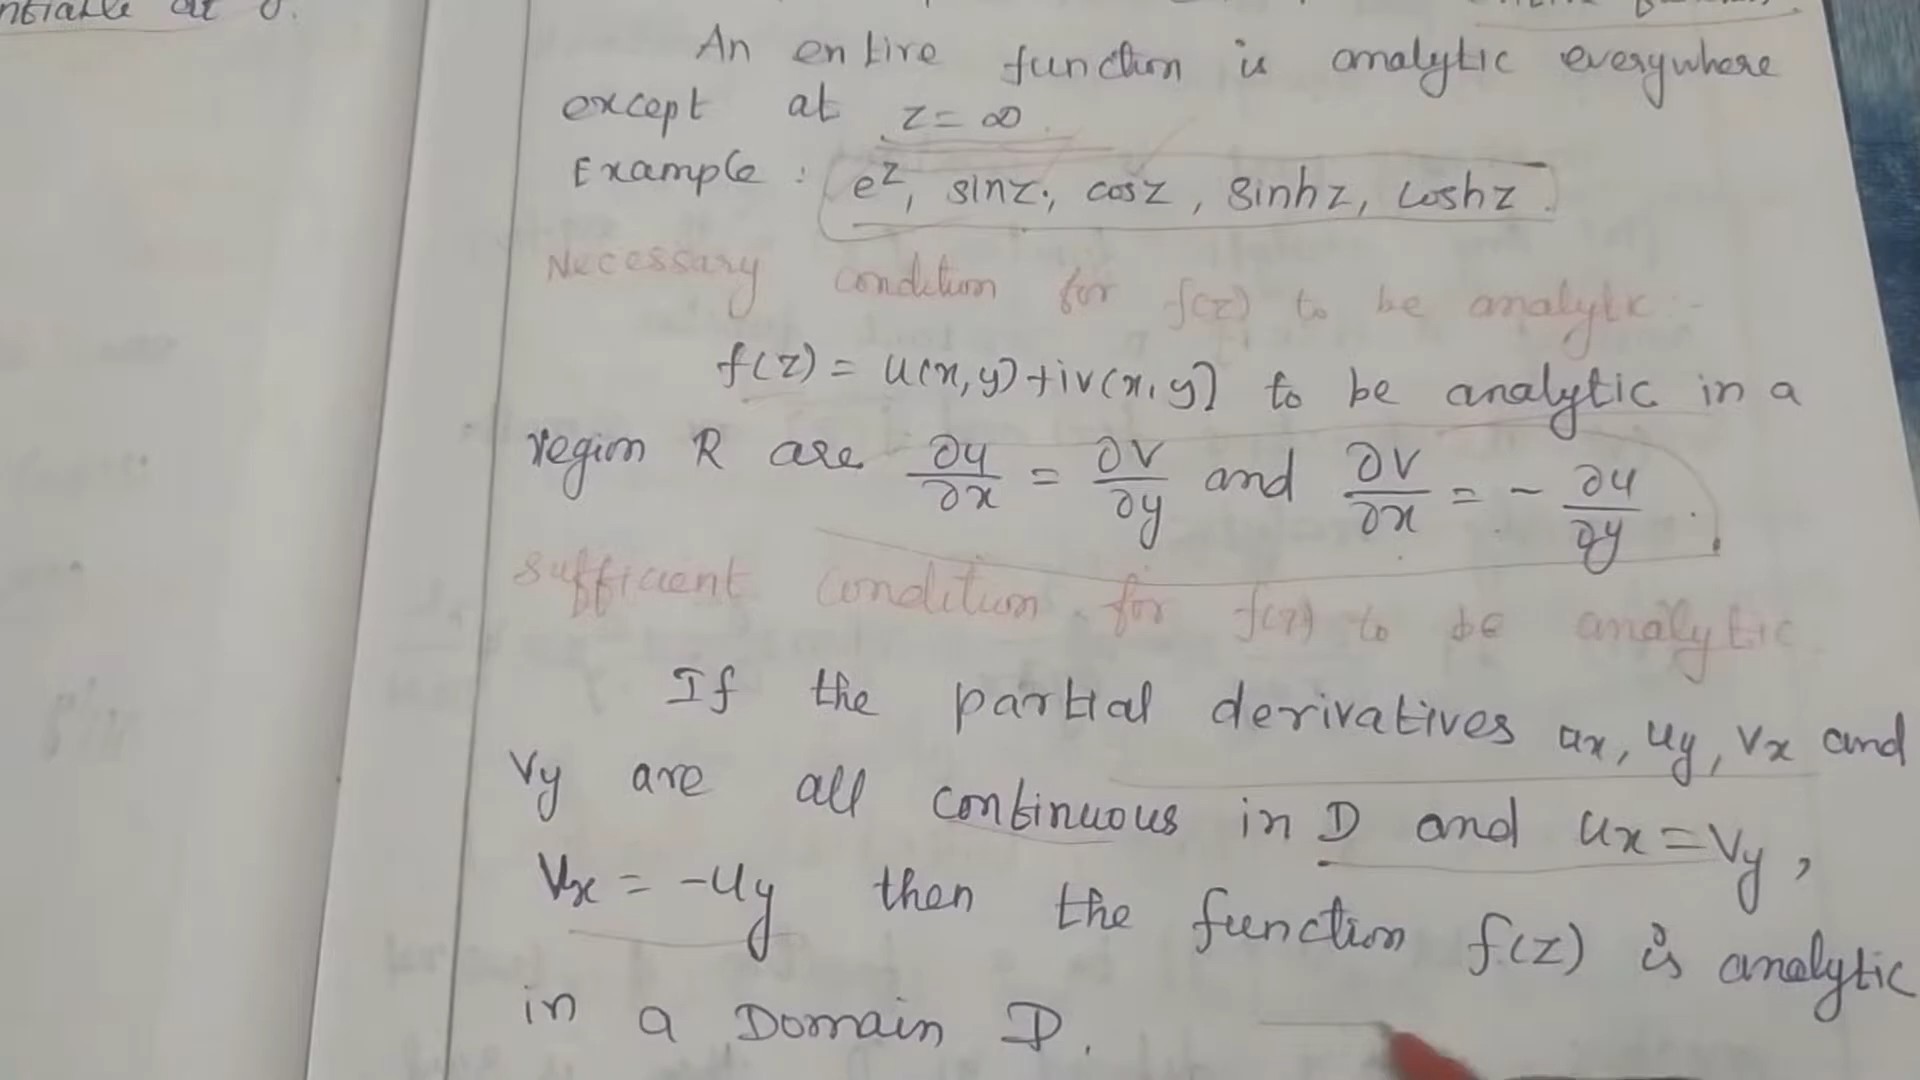 at 0.
An entire function is analytic everywhere
except at z = ∞.
Example : e^z, sinz, cosz, sinhz, coshz.
Necessary condition for f(z) to be analytic :-
f(z) = u(x,y)+iv(x,y) to be analytic in a
region R are ∂u/∂x = ∂v/∂y and ∂v/∂x = - ∂u/∂y.
Sufficient condition for f(z) to be analytic
If the partial derivatives ux, uy, vx and
vy are all continuous in D and ux = vy,
vx = -uy then the function f(z) is analytic
in a Domain D.